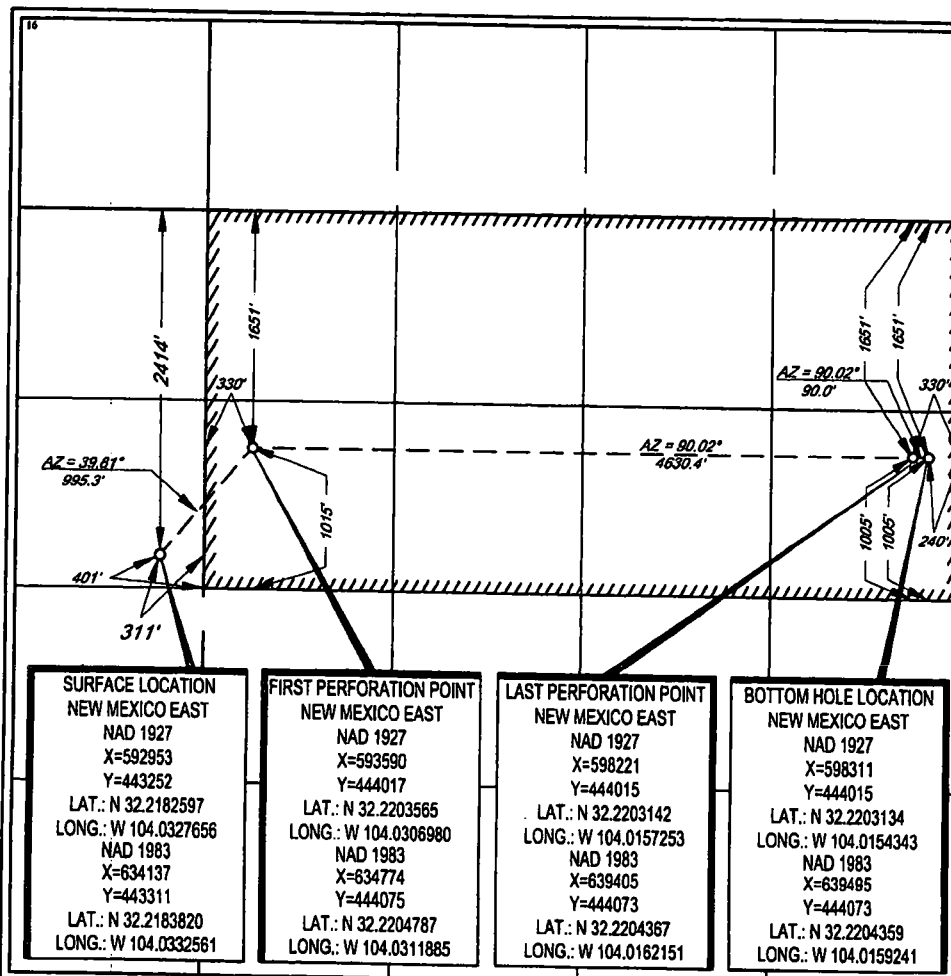 16
2414'
1651'
1651'
1651'
AZ = 90.02°
90.0'
330'
330'
AZ = 39.61°
995.3'
AZ = 90.02°
4630.4'
1015'
1005'
1005'
240'
401'
311'
SURFACE LOCATION
NEW MEXICO EAST
NAD 1927
X=592953
Y=443252
LAT.: N 32.2182597
LONG.: W 104.0327656
NAD 1983
X=634137
Y=443311
LAT.: N 32.2183820
LONG.: W 104.0332561
FIRST PERFORATION POINT
NEW MEXICO EAST
NAD 1927
X=593590
Y=444017
LAT.: N 32.2203565
LONG.: W 104.0306980
NAD 1983
X=634774
Y=444075
LAT.: N 32.2204787
LONG.: W 104.0311885
LAST PERFORATION POINT
NEW MEXICO EAST
NAD 1927
X=598221
Y=444015
LAT.: N 32.2203142
LONG.: W 104.0157253
NAD 1983
X=639405
Y=444073
LAT.: N 32.2204367
LONG.: W 104.0162151
BOTTOM HOLE LOCATION
NEW MEXICO EAST
NAD 1927
X=598311
Y=444015
LAT.: N 32.2203134
LONG.: W 104.0154343
NAD 1983
X=639495
Y=444073
LAT.: N 32.2204359
LONG.: W 104.0159241